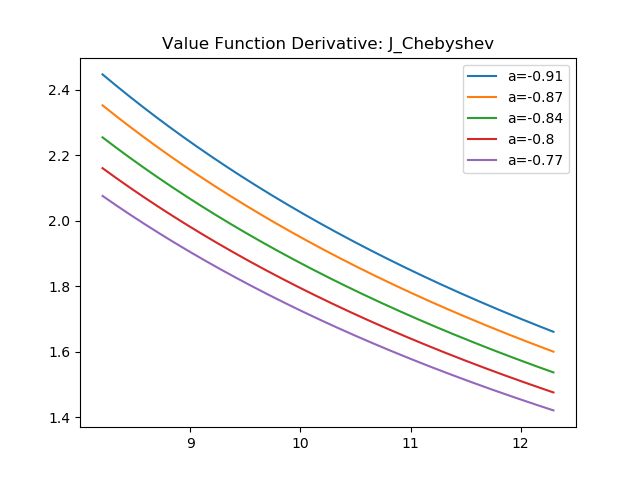 Value Function Derivative: J_Chebyshev
a=-0.91
a=-0.87
a=-0.84
a=-0.8
a=-0.77
2.4
2.2
2.0
1.8
1.6
1.4
9 10 11 12